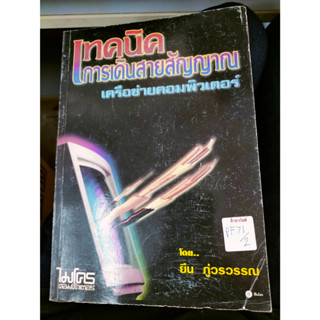 เทคนิค
การเดินสายสัญญาณ
เครือข่ายคอมพิวเตอร์
PF71
2
โดย..
ยืน ภู่วรวรรณ
ไมโคร
คอมพิวเตอร์